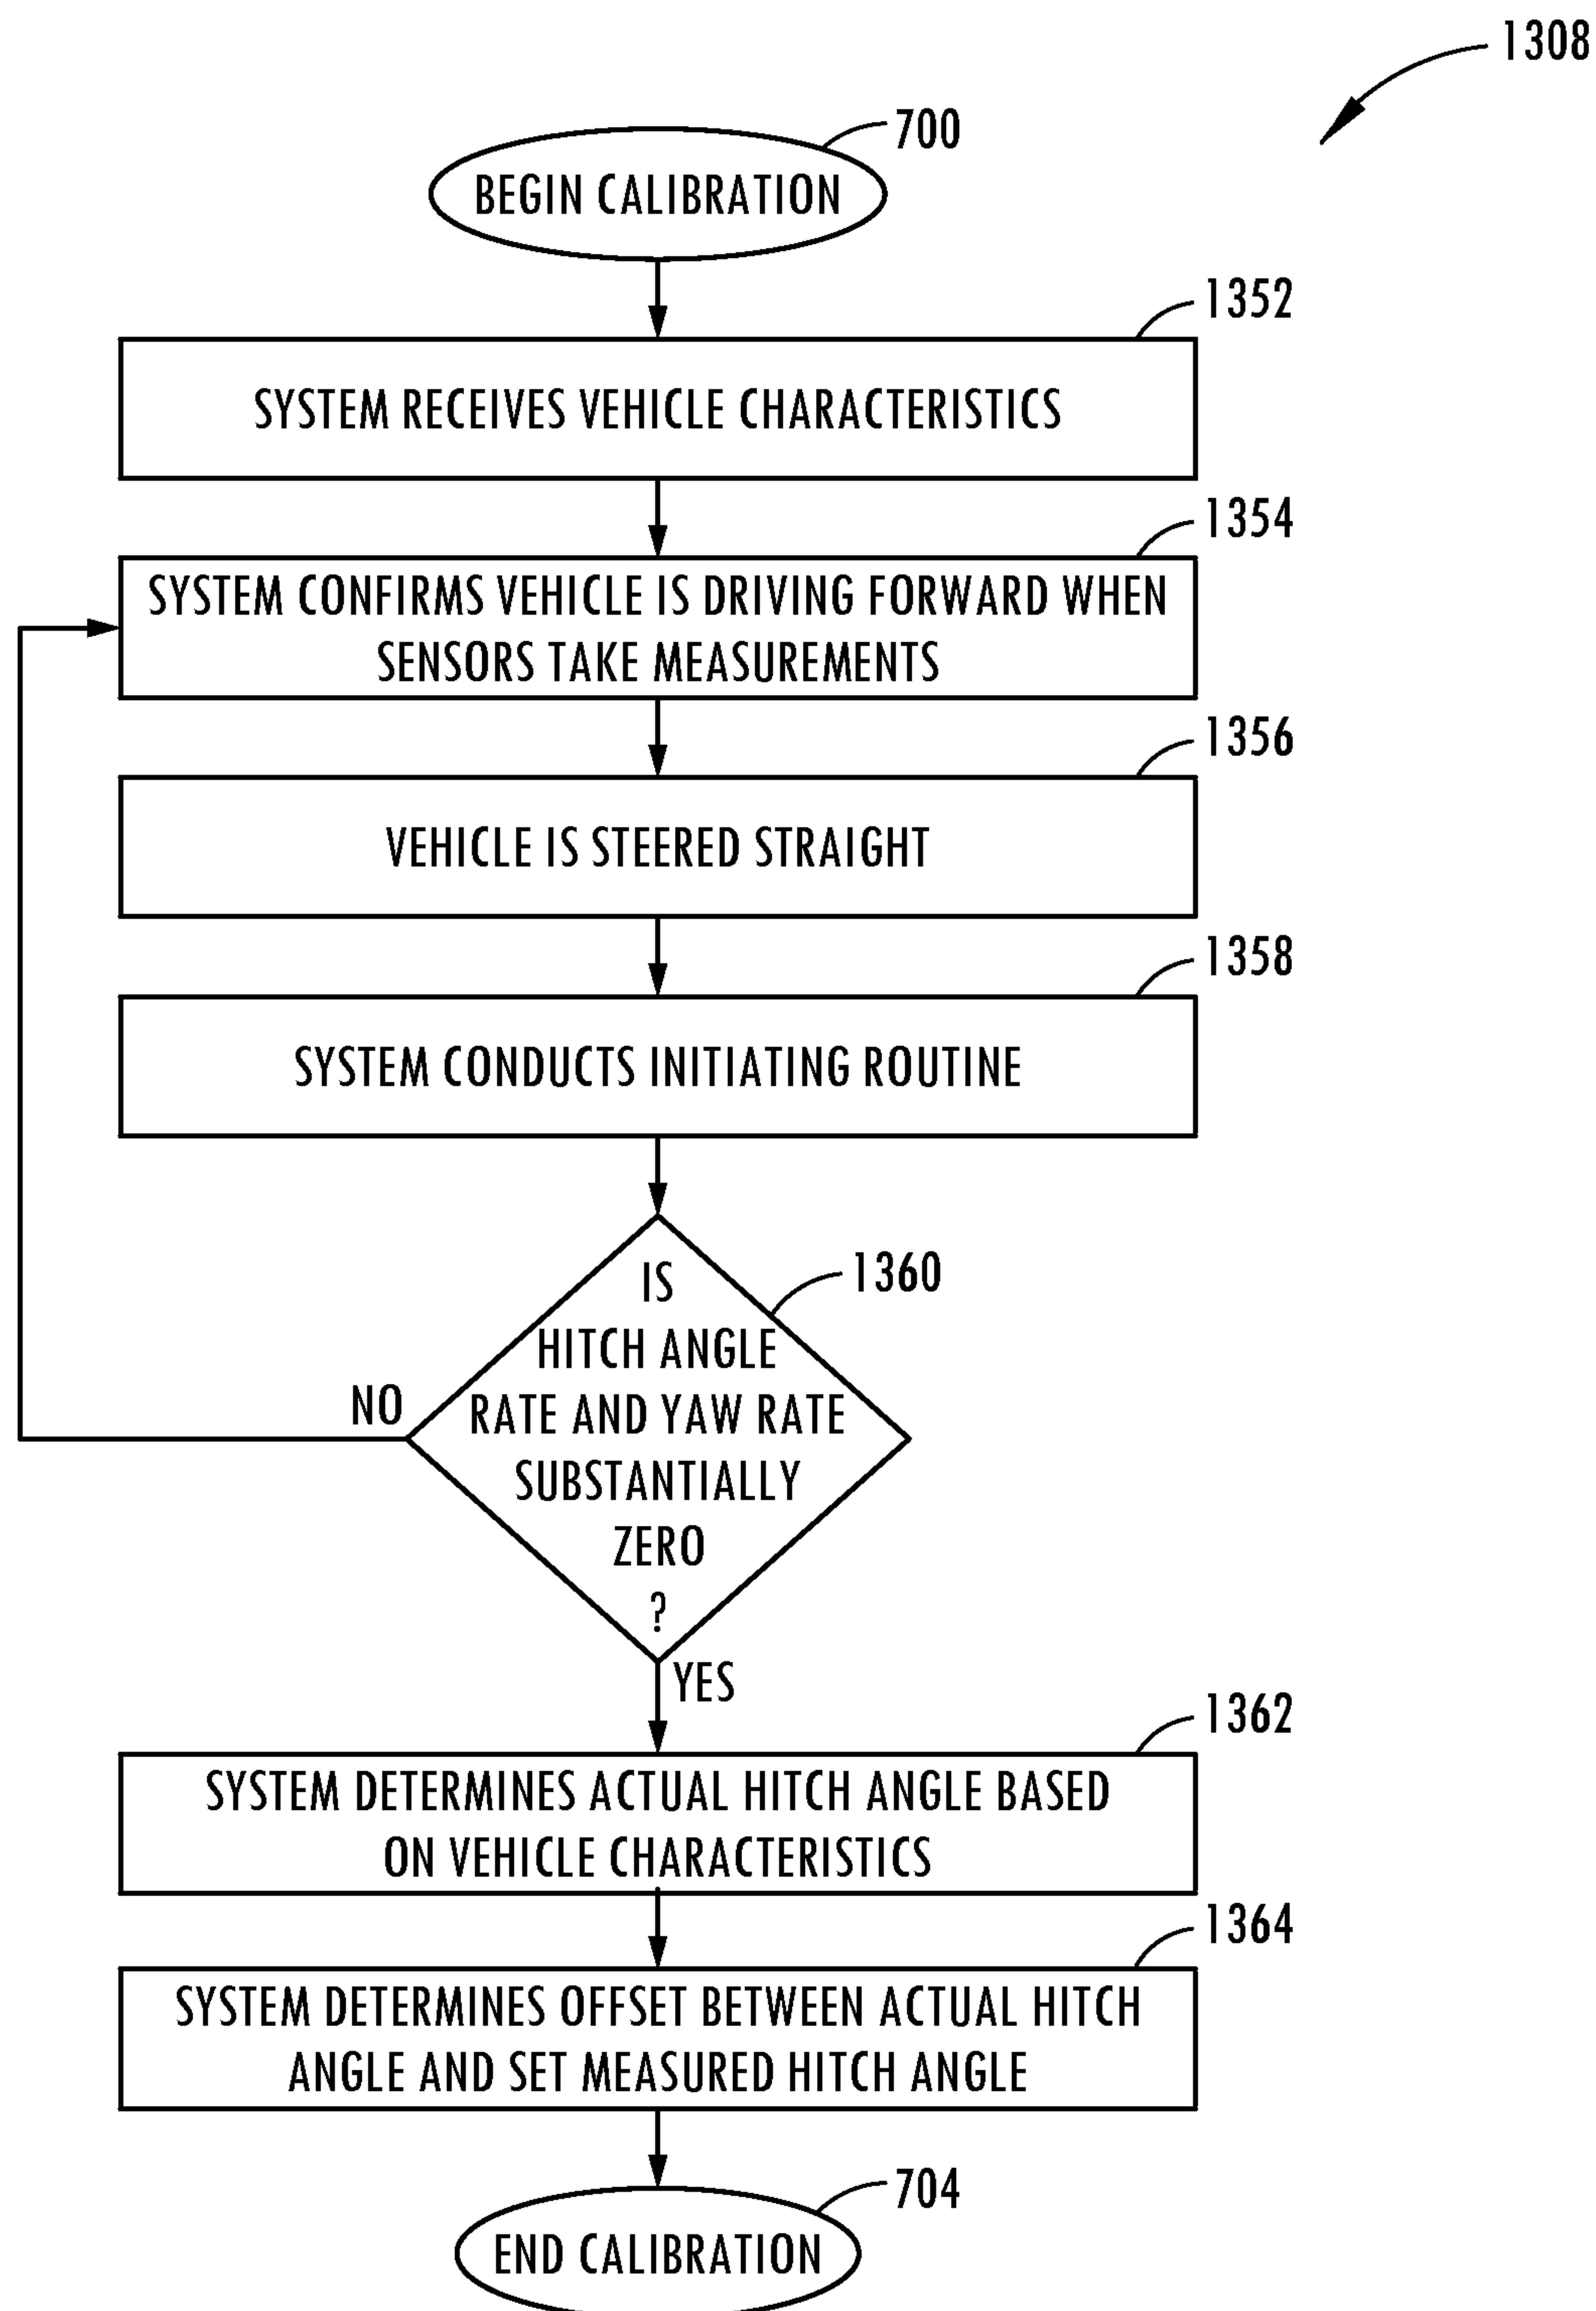 1308
700
BEGIN CALIBRATION
1352
SYSTEM RECEIVES VEHICLE CHARACTERISTICS
1354
SYSTEM CONFIRMS VEHICLE IS DRIVING FORWARD WHEN
SENSORS TAKE MEASUREMENTS
1356
VEHICLE IS STEERED STRAIGHT
1358
SYSTEM CONDUCTS INITIATING ROUTINE
1360
IS
HITCH ANGLE
RATE AND YAW RATE
SUBSTANTIALLY
ZERO
?
NO
YES
1362
SYSTEM DETERMINES ACTUAL HITCH ANGLE BASED
ON VEHICLE CHARACTERISTICS
1364
SYSTEM DETERMINES OFFSET BETWEEN ACTUAL HITCH
ANGLE AND SET MEASURED HITCH ANGLE
704
END CALIBRATION